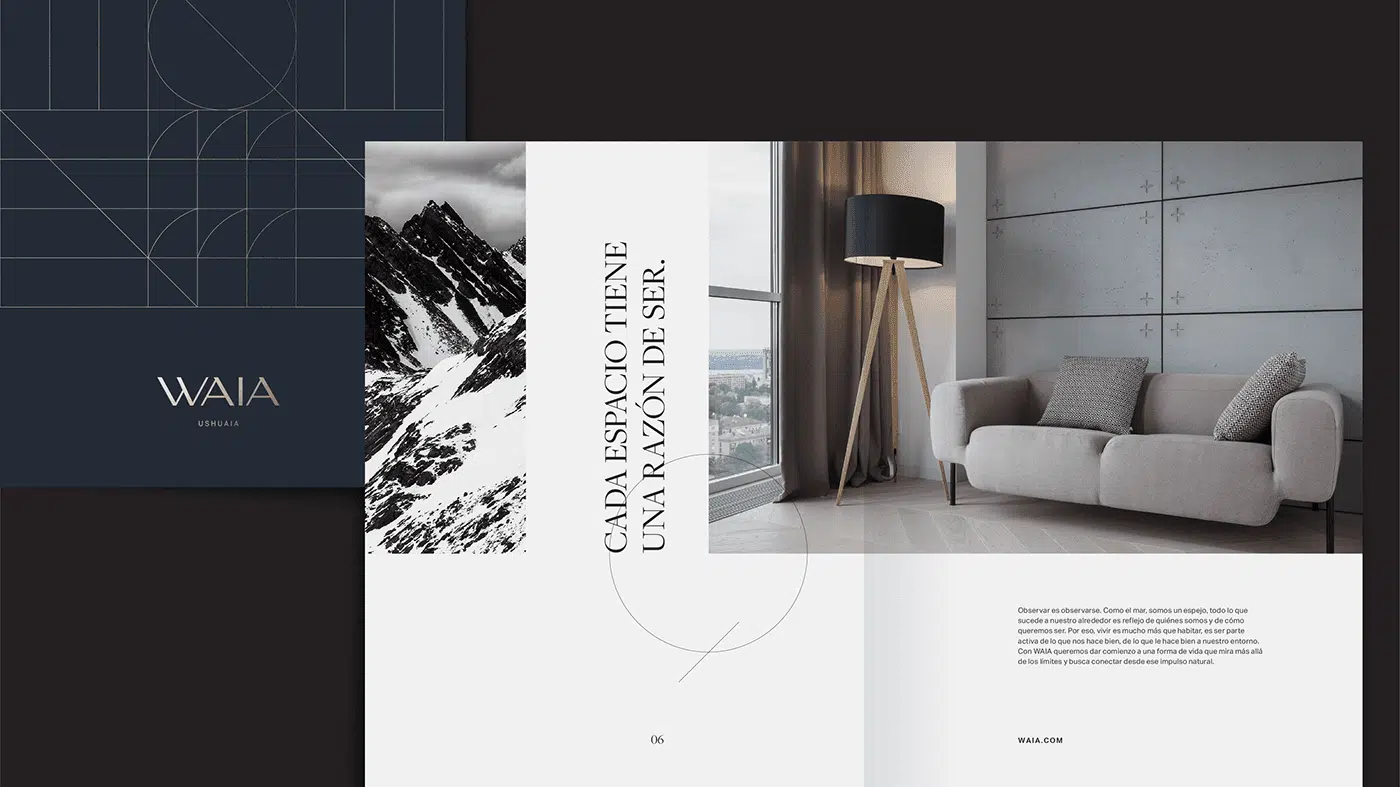 WAIA
USHUAIA
CADA ESPACIO TIENE
UNA RAZÓN DE SER.
Observar es observarse. Como el mar, somos un espejo, todo lo que
sucede a nuestro alrededor es reflejo de quiénes somos y de cómo
queremos ser. Por eso, vivir es mucho más que habitar, es ser parte
activa de lo que nos hace bien, de lo que le hace bien a nuestro entorno.
Con WAIA queremos dar comienzo a una forma de vida que mira más allá
de los límites y busca conectar desde ese impulso natural.
06
WAIA.COM